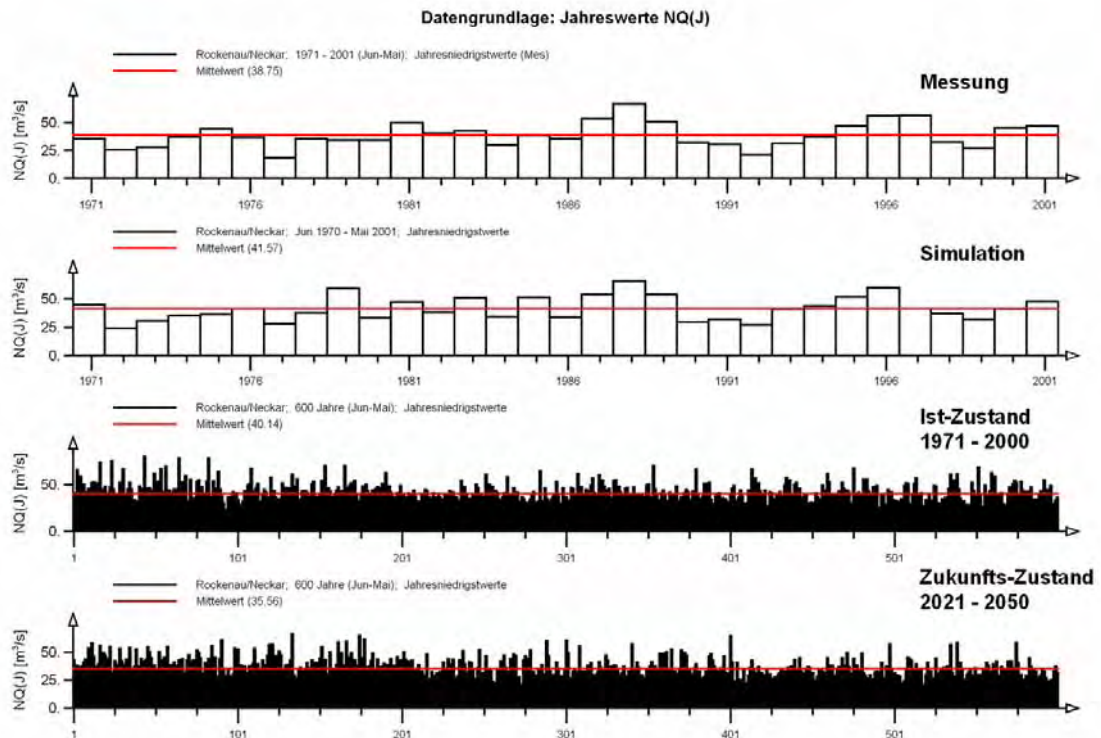 Datengrundlage: Jahreswerte NQ(J)
Rockenau/Neckar; 1971 - 2001 (Jun-Mai); Jahresniedrigstwerte (Mes)
Mittelwert (38.75)
Messung
NQ(J) [m³/s]
50.
25.
0.
1971 1976 1981 1986 1991 1996 2001
Rockenau/Neckar; Jun 1970 - Mai 2001; Jahresniedrigstwerte
Mittelwert (41.57)
Simulation
NQ(J) [m³/s]
50.
25.
0.
1971 1976 1981 1986 1991 1996 2001
Rockenau/Neckar; 600 Jahre (Jun-Mai); Jahresniedrigstwerte
Mittelwert (40.14)
Ist-Zustand
1971 - 2000
NQ(J) [m³/s]
50.
0.
1 101 201 301 401 501
Rockenau/Neckar; 600 Jahre (Jun-Mai); Jahresniedrigstwerte
Mittelwert (35.56)
Zukunfts-Zustand
2021 - 2050
NQ(J) [m³/s]
50.
25.
0.
1 101 201 301 401 501